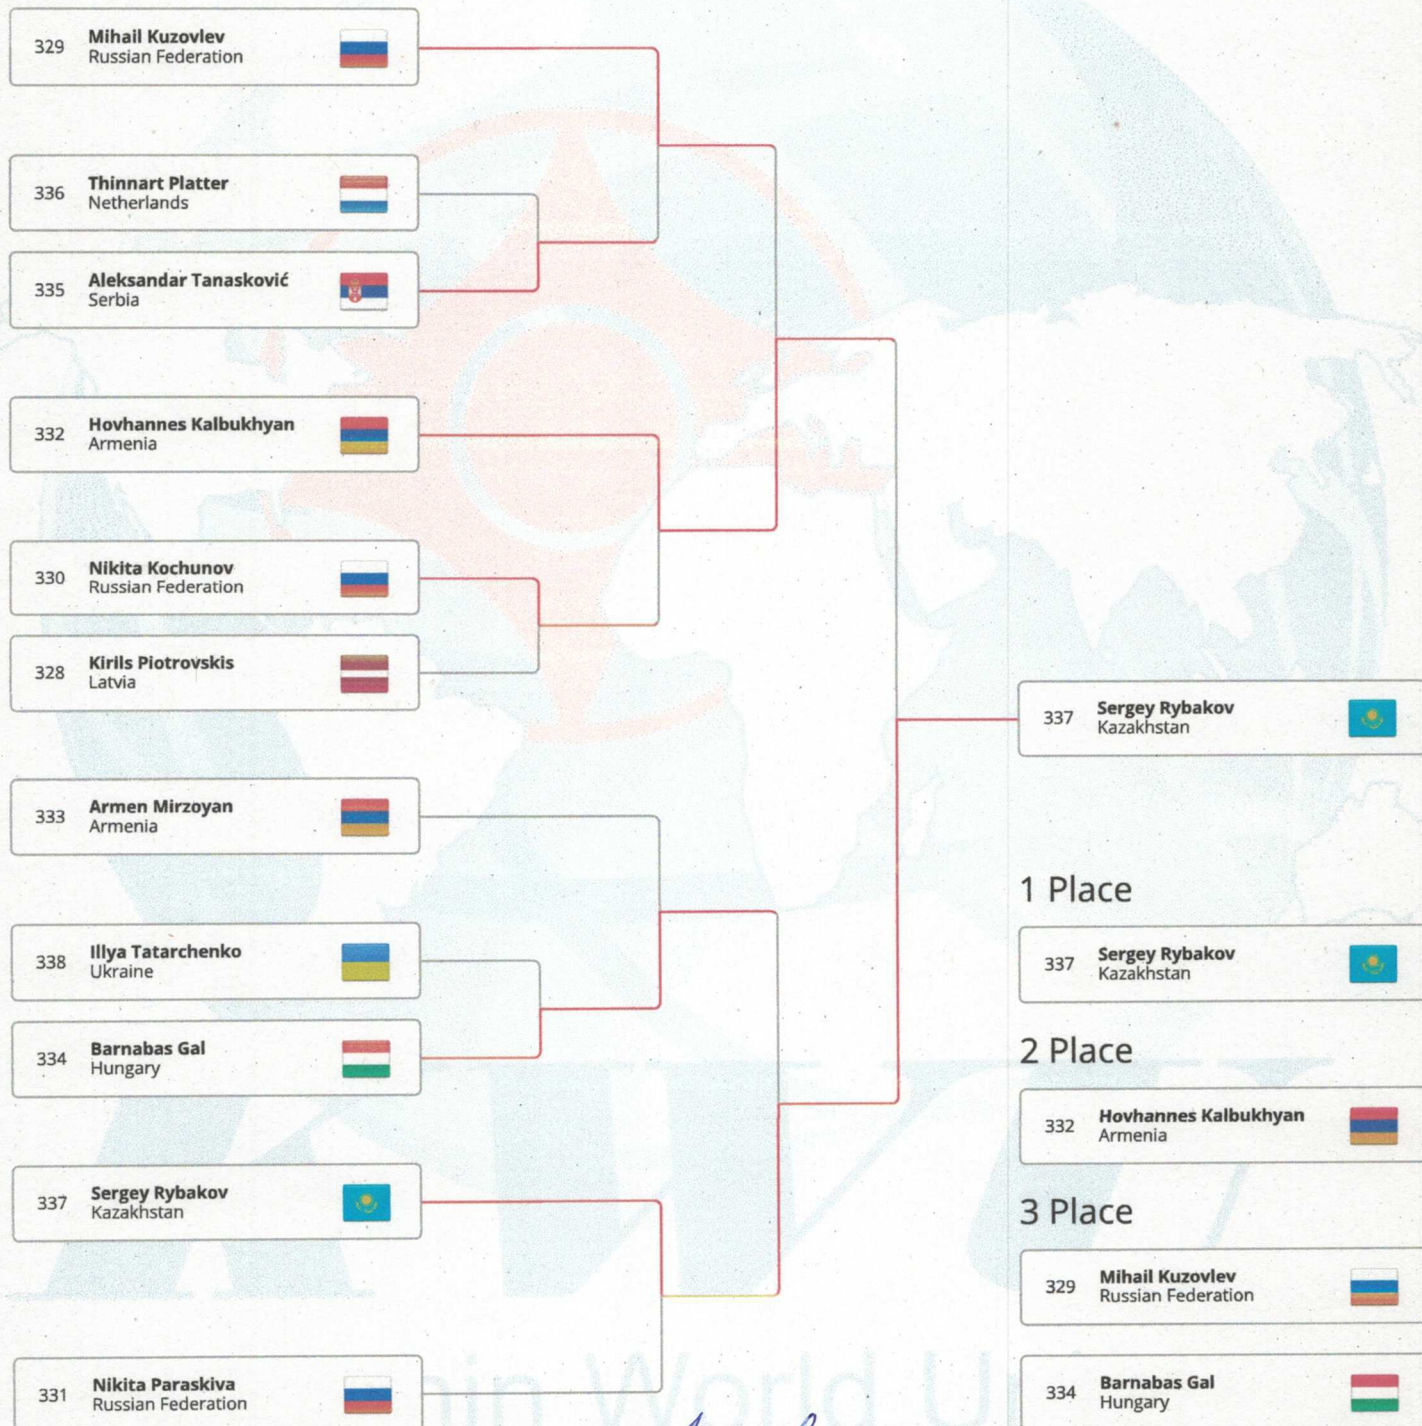 329
Mihail Kuzovlev
Russian Federation
336
Thinnart Platter
Netherlands
335
Aleksandar Tanasković
Serbia
332
Hovhannes Kalbukhyan
Armenia
330
Nikita Kochunov
Russian Federation
328
Kirils Piotrovskis
Latvia
333
Armen Mirzoyan
Armenia
338
Illya Tatarchenko
Ukraine
334
Barnabas Gal
Hungary
337
Sergey Rybakov
Kazakhstan
331
Nikita Paraskiva
Russian Federation
337
Sergey Rybakov
Kazakhstan
1 Place
337
Sergey Rybakov
Kazakhstan
2 Place
332
Hovhannes Kalbukhyan
Armenia
3 Place
329
Mihail Kuzovlev
Russian Federation
334
Barnabas Gal
Hungary
World